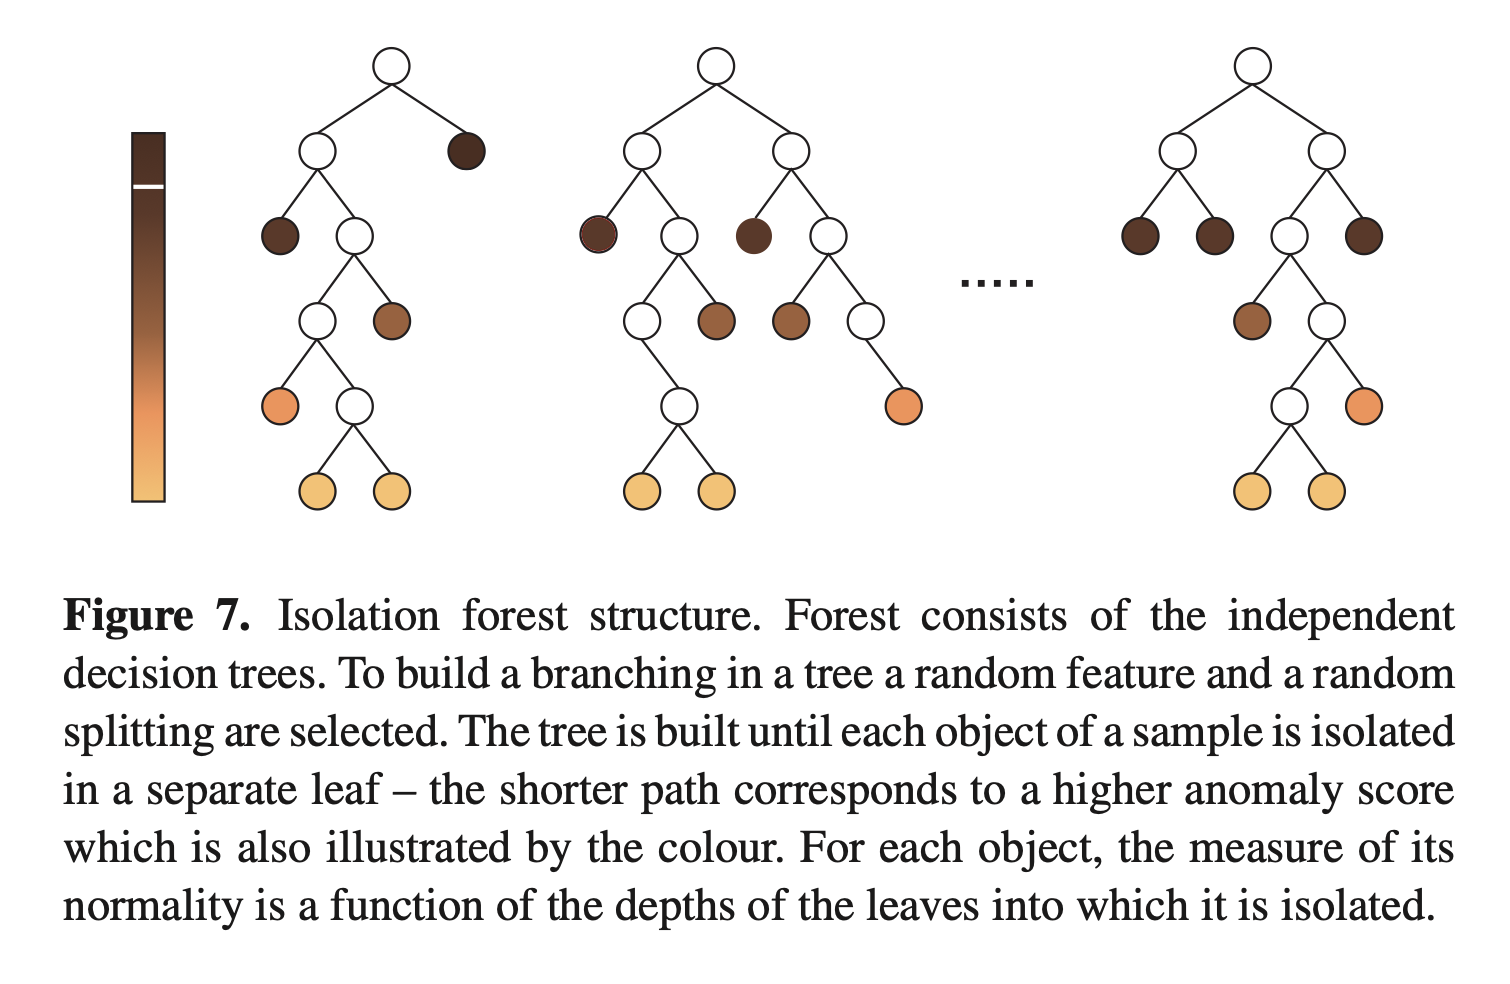 .....
Figure 7. Isolation forest structure. Forest consists of the independent
decision trees. To build a branching in a tree a random feature and a random
splitting are selected. The tree is built until each object of a sample is isolated
in a separate leaf – the shorter path corresponds to a higher anomaly score
which is also illustrated by the colour. For each object, the measure of its
normality is a function of the depths of the leaves into which it is isolated.